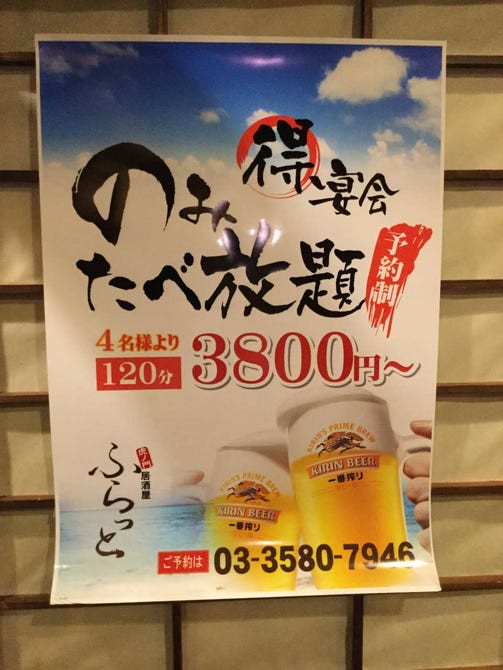 得 宴会
のみ
たべ放題
予約制
4名様より
120分
3800円～
虎ノ門
居酒屋
ふらっと
KIRIN'S PRIME BREW
KIRIN BEER
一番搾り
KIRIN'S PRIME BREW
KIRIN BEER
一番搾り
ご予約は
03-3580-7946